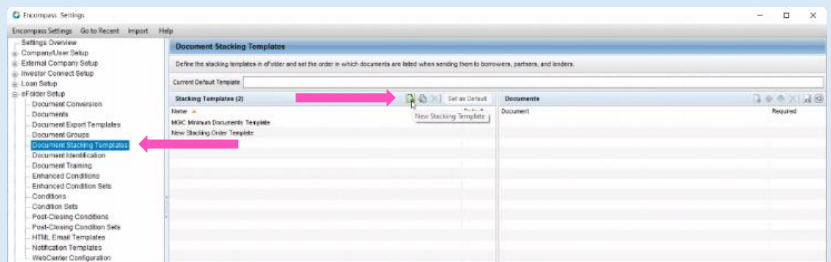 Encompass Settings
Encompass Settings Go to Recent Import Help
Settings Overview
Company/User Setup
External Company Setup
Investor Connect Setup
Loan Setup
eFolder Setup
Document Conversion
Documents
Document Export Templates
Document Groups
Document Stacking Templates
Document Identification
Document Training
Enhanced Conditions
Enhanced Condition Sets
Conditions
Condition Sets
Post-Closing Conditions
Post-Closing Condition Sets
HTML Email Templates
Notification Templates
WebCenter Configuration
Document Stacking Templates
Define the stacking templates in eFolder and set the order in which documents are listed when sending them to borrowers, partners, and lenders.
Current Default Template
Stacking Templates (2) Set as Default
Name
New Stacking Template
MGIC Minimum Documents Template
New Stacking Order Template
Documents
Document Required